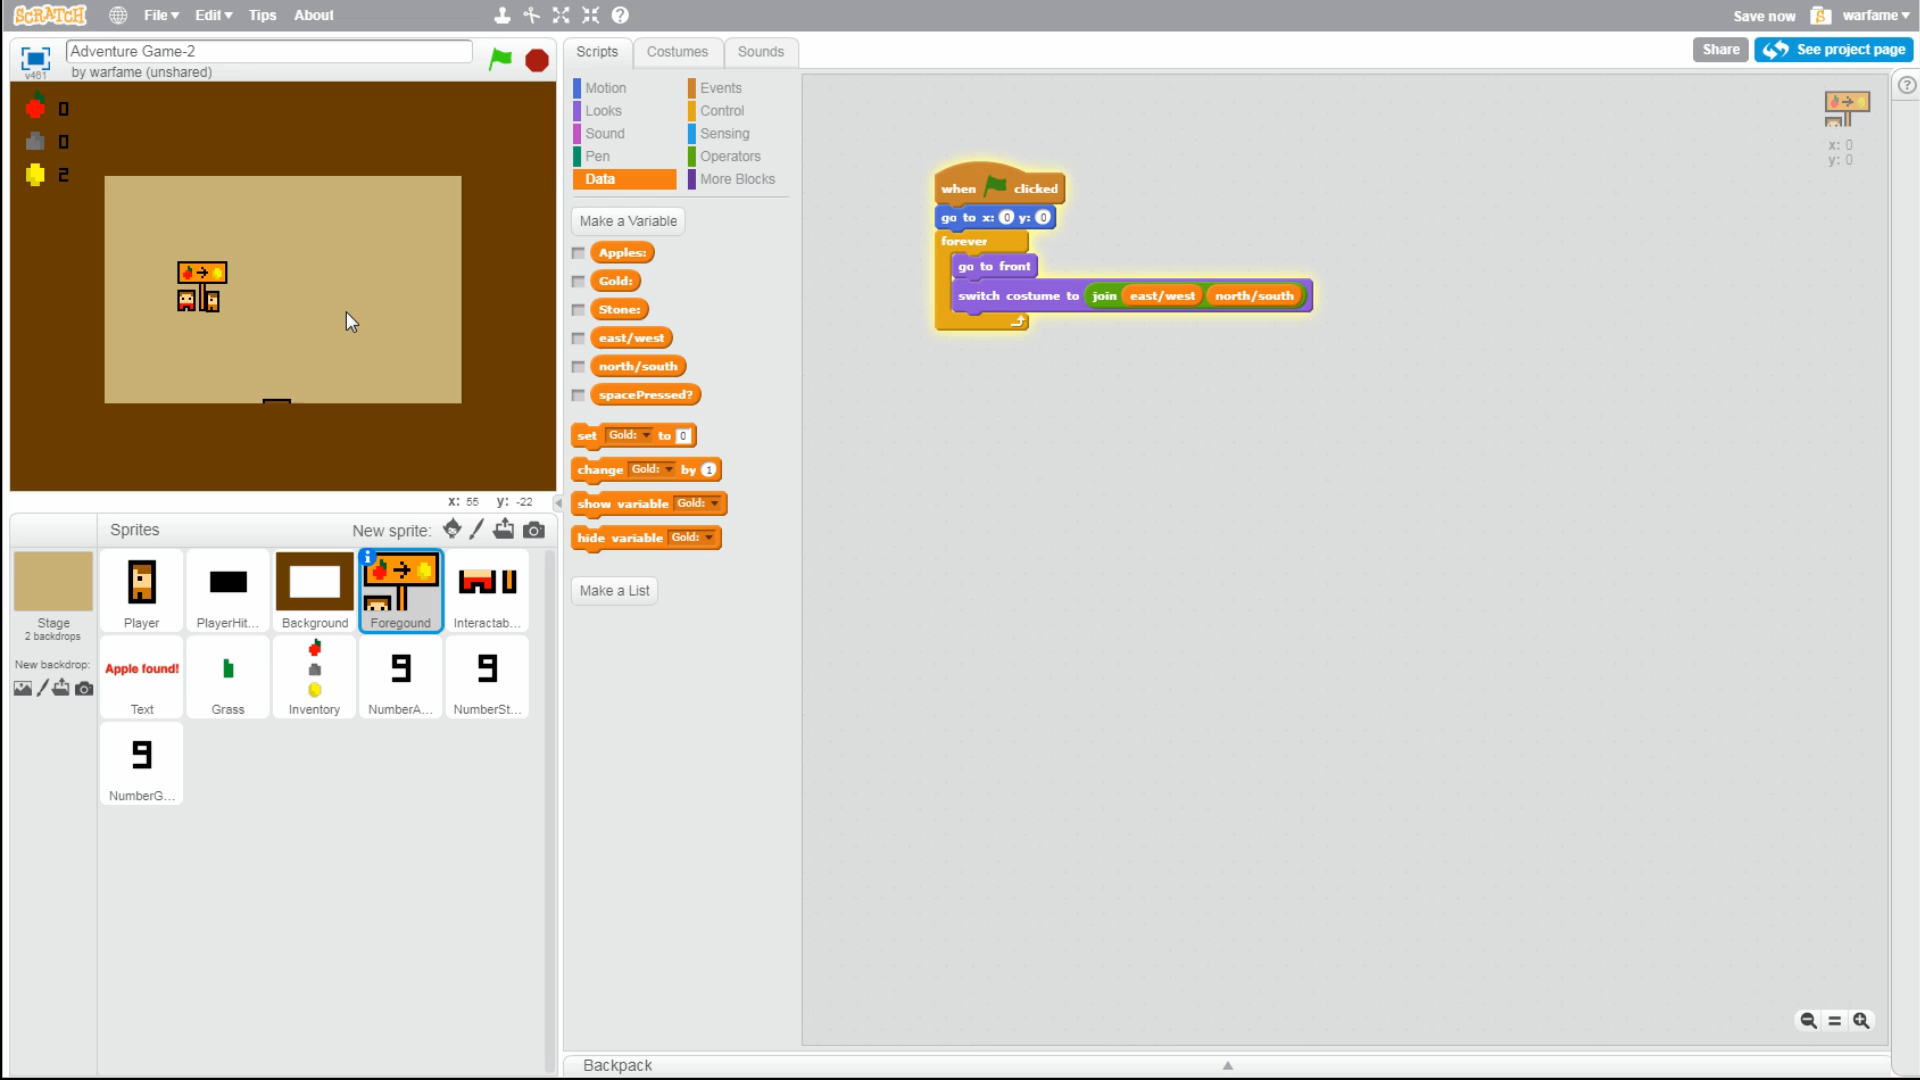 SCRATCH File Edit Tips About Save now warfame
Adventure Game-2
v461 by warfame (unshared)
Scripts Costumes Sounds
Share See project page
0
0
2
Motion Events
Looks Control
Sound Sensing
Pen Operators
Data More Blocks
Make a Variable
Apples:
Gold:
Stone:
east/west
north/south
spacePressed?
set Gold: to 0
change Gold: by 1
show variable Gold:
hide variable Gold:
Make a List
when clicked
go to x: 0 y: 0
forever
go to front
switch costume to join east/west north/south
x: 0
y: 0
x: 55 y: -22
Sprites New sprite:
Stage
2 backdrops
New backdrop:
Player PlayerHit... Background Foregound Interactab...
Apple found! 9 9
Text Grass Inventory NumberA... NumberSt...
9
NumberG...
Backpack